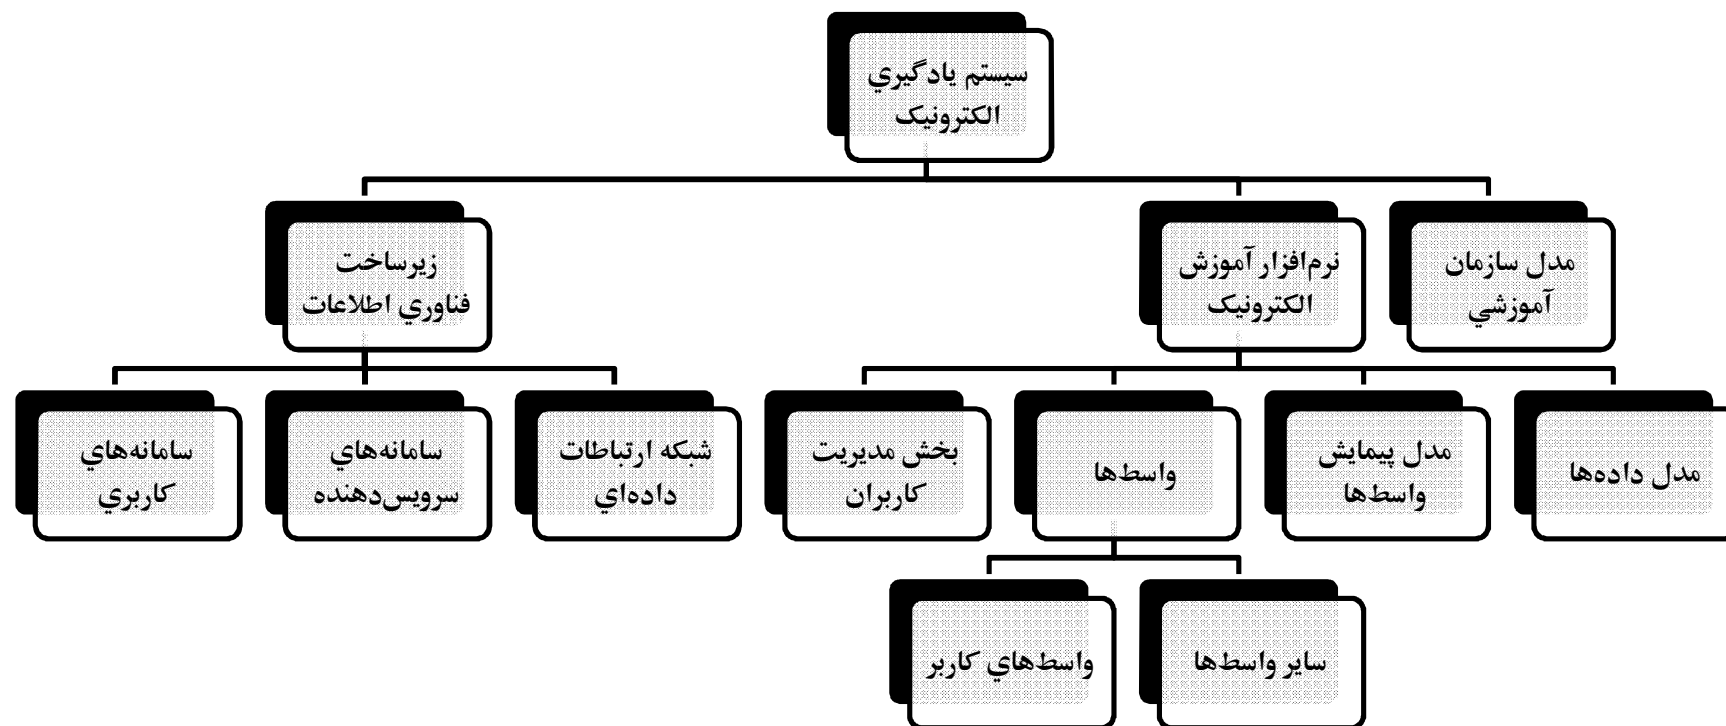 سيستم يادگيري
الکترونيک
مدل سازمان
آموزشي
نرم‌افزار آموزش
الکترونيک
زيرساخت
فناوري اطلاعات
مدل داده‌ها
مدل پيمايش
واسط‌ها
واسط‌ها
بخش مديريت
کاربران
شبکه ارتباطات
داده‌اي
سامانه‌هاي
سرويس‌دهنده
سامانه‌هاي
کاربري
ساير واسط‌ها
واسط‌هاي کاربر